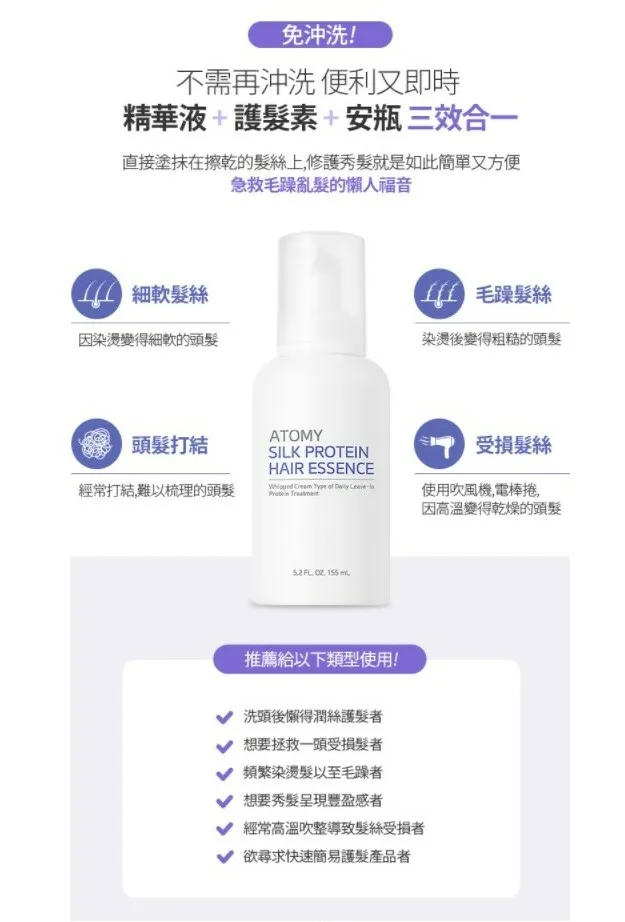 免沖洗!
不需再沖洗 便利又即時
精華液 + 護髮素 + 安瓶 三效合一
直接塗抹在擦乾的髮絲上,修護秀髮就是如此簡單又方便
急救毛躁亂髮的懶人福音
細軟髮絲
因染燙變得細軟的頭髮
毛躁髮絲
染燙後變得粗糙的頭髮
頭髮打結
經常打結,難以梳理的頭髮
受損髮絲
使用吹風機,電棒捲,
因高溫變得乾燥的頭髮
ATOMY
SILK PROTEIN
HAIR ESSENCE
Whipped Cream Type of Daily Leave-in
Protein Treatment
5.2 FL. OZ. 155 mL
推薦給以下類型使用!
洗頭後懶得潤絲護髮者
想要拯救一頭受損髮者
頻繁染燙髮以至毛躁者
想要秀髮呈現豐盈感者
經常高溫吹整導致髮絲受損者
欲尋求快速簡易護髮產品者